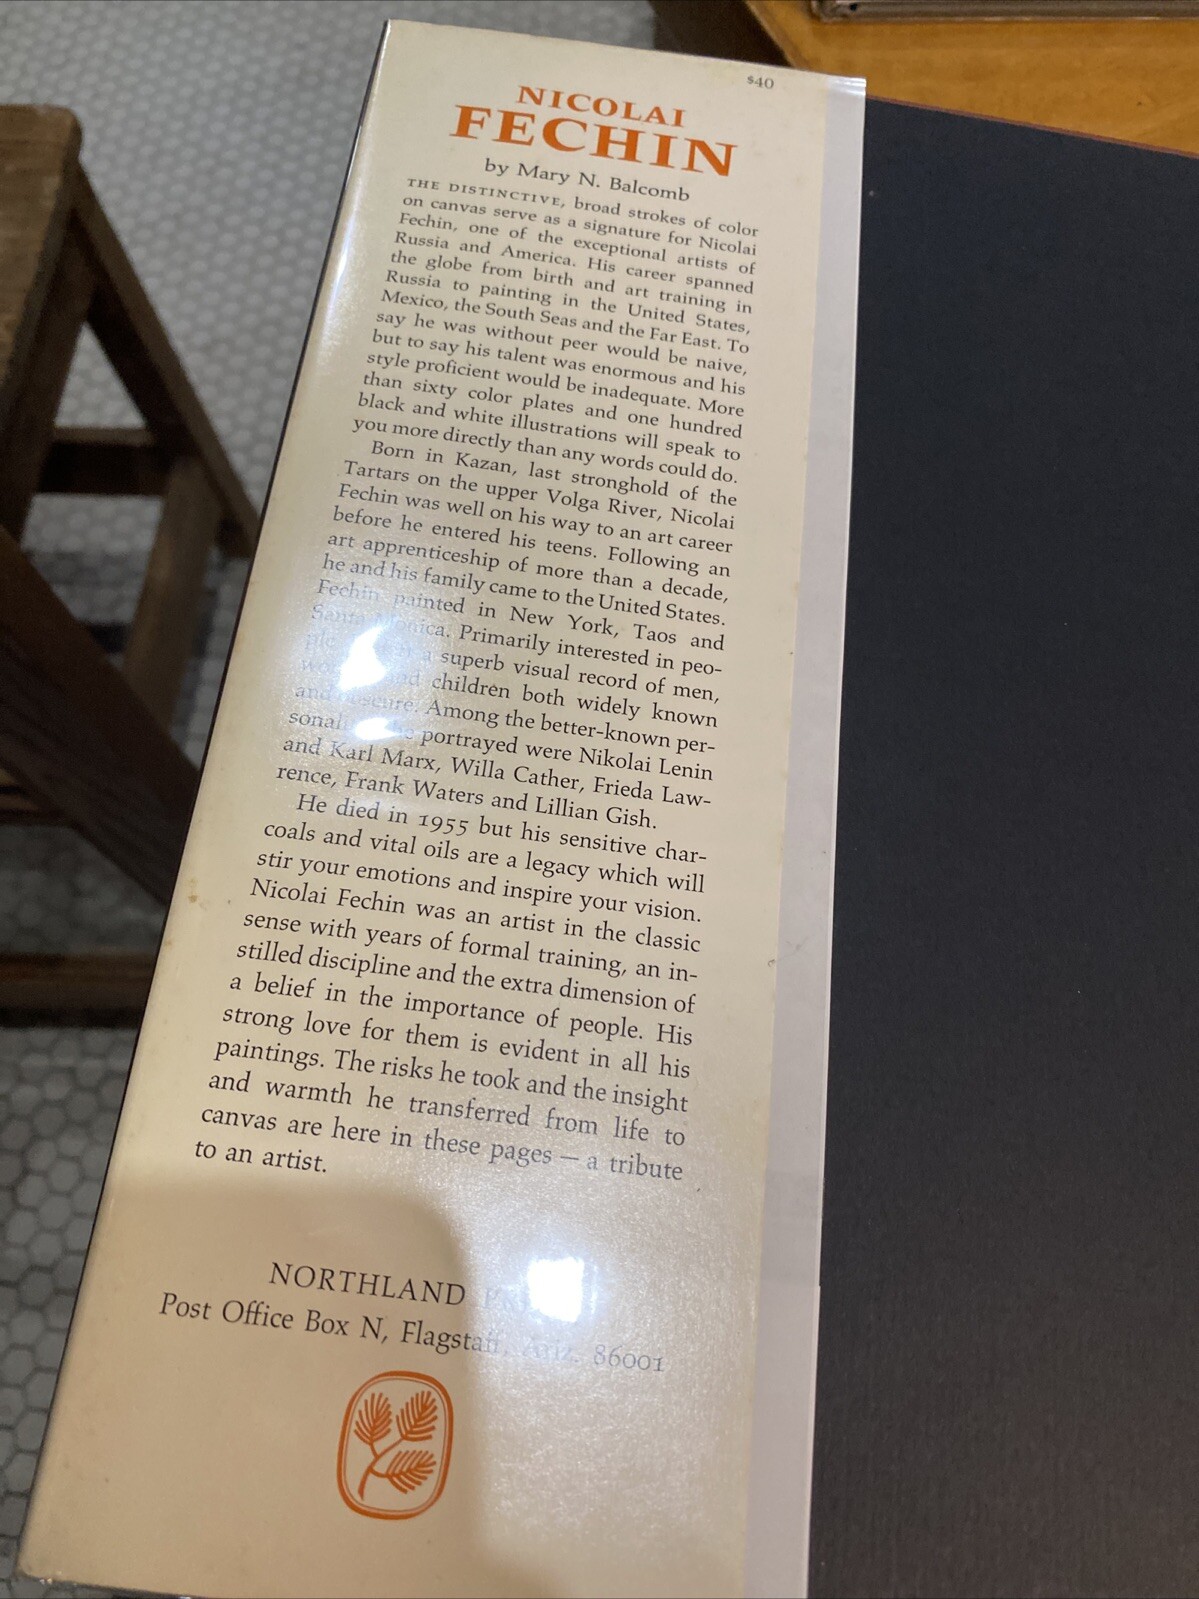 $40
NICOLAI
FECHIN
by Mary N. Balcomb
THE DISTINCTIVE, broad strokes of color
on canvas serve as a signature for Nicolai
Fechin, one of the exceptional artists of
Russia and America. His career spanned
the globe from birth and art training in
Russia to painting in the United States,
Mexico, the South Seas and the Far East. To
say he was without peer would be naive,
but to say his talent was enormous and his
style proficient would be inadequate. More
than sixty color plates and one hundred
black and white illustrations will speak to
you more directly than any words could do.
Born in Kazan, last stronghold of the
Tartars on the upper Volga River, Nicolai
Fechin was well on his way to an art career
before he entered his teens. Following an
art apprenticeship of more than a decade,
he and his family came to the United States.
Fechin painted in New York, Taos and
Santa Monica. Primarily interested in peo-
a superb visual record of men,
and children both widely known
and obscure. Among the better-known per-
he portrayed were Nikolai Lenin
and Karl Marx, Willa Cather, Frieda Law-
rence, Frank Waters and Lillian Gish.
He died in 1955 but his sensitive char-
coals and vital oils are a legacy which will
stir your emotions and inspire your vision.
Nicolai Fechin was an artist in the classic
sense with years of formal training, an in-
stilled discipline and the extra dimension of
a belief in the importance of people. His
strong love for them is evident in all his
paintings. The risks he took and the insight
and warmth he transferred from life to
canvas are here in these pages — a tribute
to an artist.
NORTHLAND
Post Office Box N, Flagstaff, Ariz. 86001